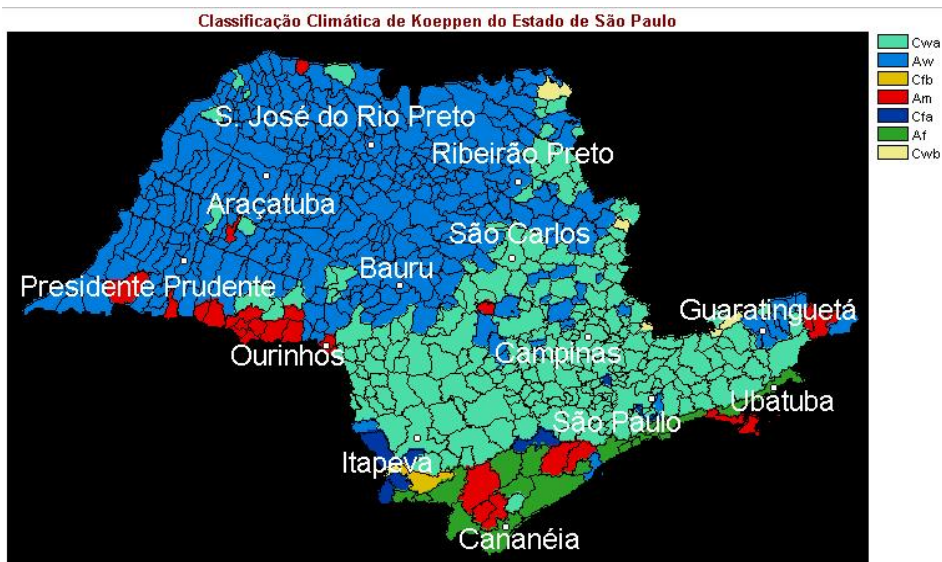 Classificação Climática de Koeppen do Estado de São Paulo
Cwa
Aw
Cfb
Am
Cfa
Af
Cwb
S. José do Rio Preto
Ribeirão Preto
Araçatuba
São Carlos
Bauru
Presidente Prudente
Guaratinguetá
Ourinhos
Campinas
Ubatuba
São Paulo
Itapeva
Cananéia